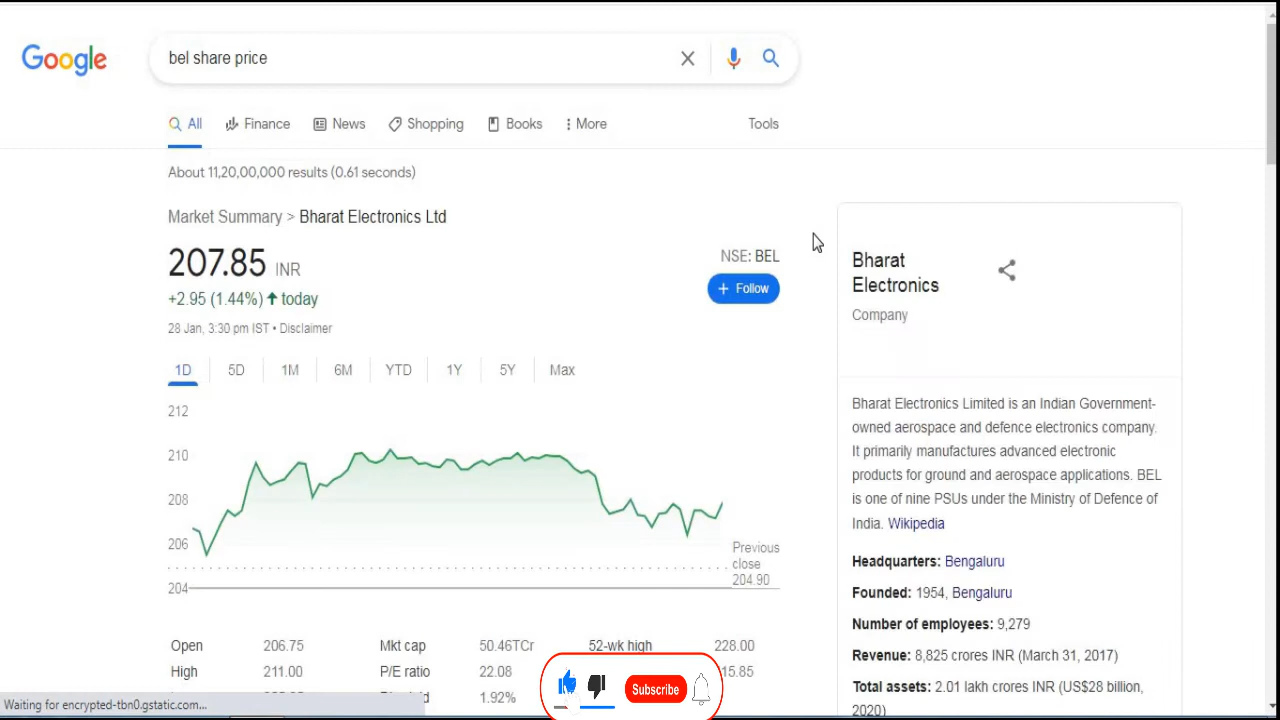 Google
bel share price
All
Finance
News
Shopping
Books
More
Tools
About 11,20,00,000 results (0.61 seconds)
Market Summary > Bharat Electronics Ltd
207.85 INR
+2.95 (1.44%) today
28 Jan, 3:30 pm IST • Disclaimer
NSE: BEL
+ Follow
1D
5D
1M
6M
YTD
1Y
5Y
Max
212
210
208
206
204
Previous
close
204.90
Open 206.75
High 211.00
Mkt cap 50.46TCr
P/E ratio 22.08
1.92%
52-wk high 228.00
15.85
Bharat
Electronics
Company
Bharat Electronics Limited is an Indian Government-
owned aerospace and defence electronics company.
It primarily manufactures advanced electronic
products for ground and aerospace applications. BEL
is one of nine PSUs under the Ministry of Defence of
India. Wikipedia
Headquarters: Bengaluru
Founded: 1954, Bengaluru
Number of employees: 9,279
Revenue: 8,825 crores INR (March 31, 2017)
Total assets: 2.01 lakh crores INR (US$28 billion,
2020)
Subscribe
Waiting for encrypted-tbn0.gstatic.com...